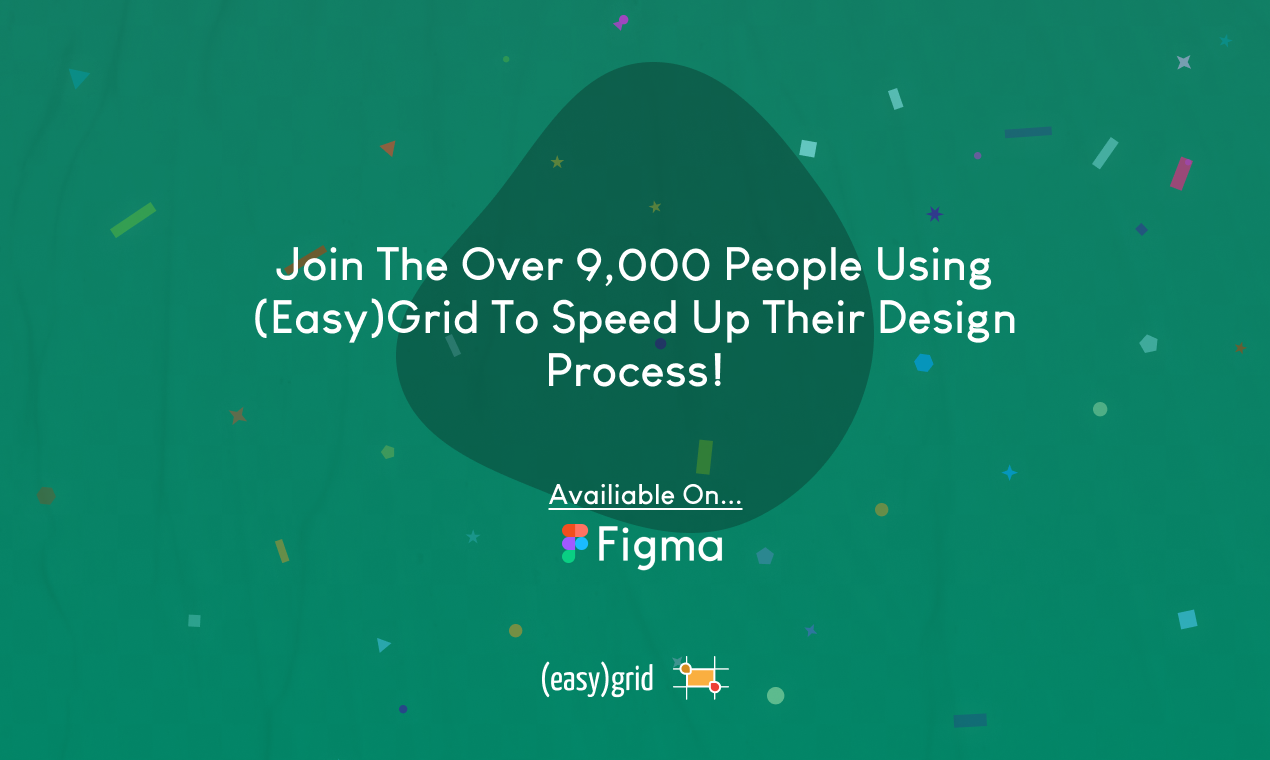 Join The Over 9,000 People Using
(Easy)Grid To Speed Up Their Design
Process!
Availiable On...
Figma
(easy)grid